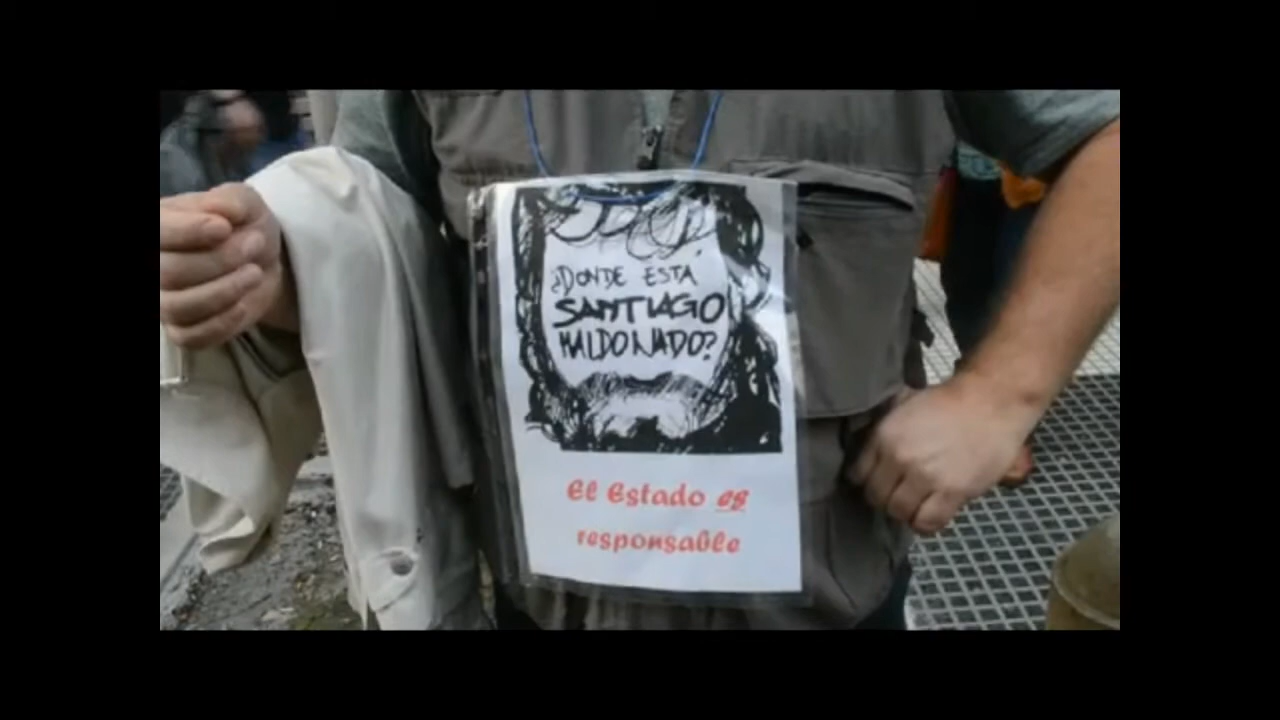 ¿DONDE ESTA
SANTIAGO
MALDONADO?
El Estado es
responsable